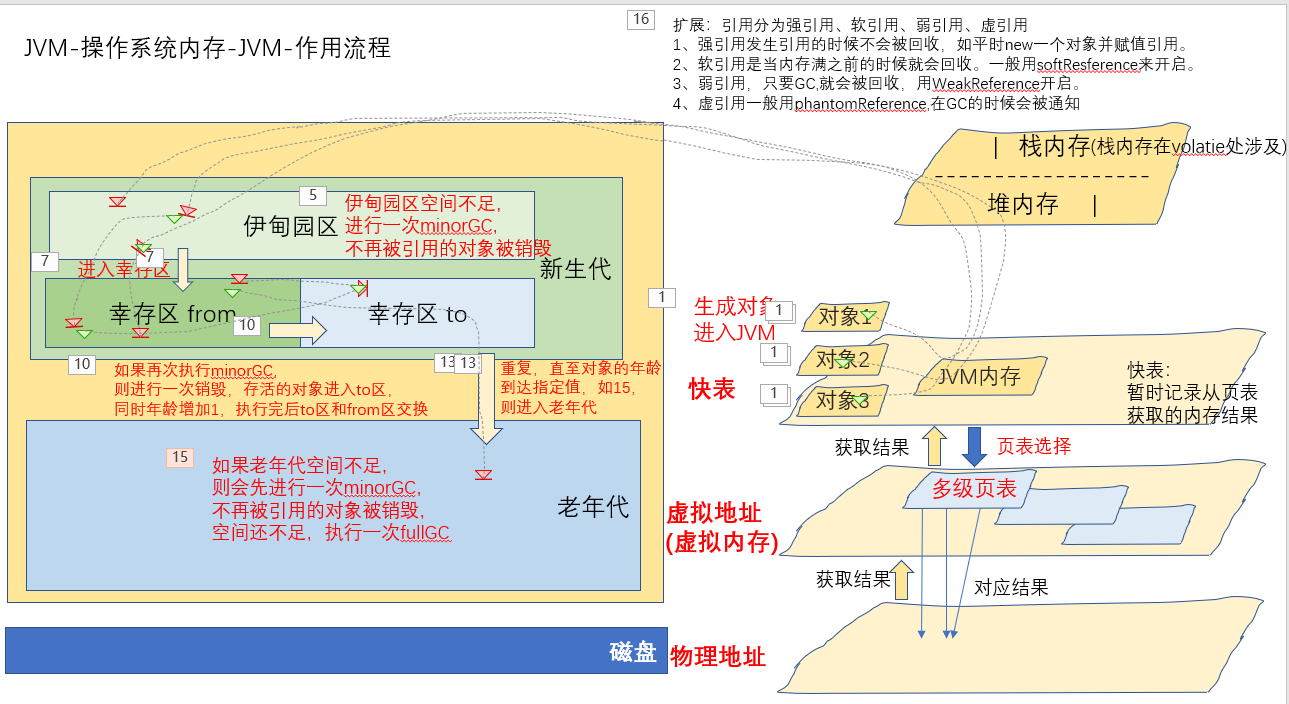 JVM-操作系统内存-JVM-作用流程
16
扩展：引用分为强引用、软引用、弱引用、虚引用
1、强引用发生引用的时候不会被回收，如平时new一个对象并赋值引用。
2、软引用是当内存满之前的时候就会回收。一般用softResference来开启。
3、弱引用，只要GC,就会被回收，用WeakReference开启。
4、虚引用一般用phantomReference,在GC的时候会被通知
5
伊甸园区
伊甸园区空间不足，
进行一次minorGC，
不再被引用的对象被销毁
7
7
进入幸存区
新生代
幸存区 from
10
幸存区 to
10
如果再次执行minorGC，
则进行一次销毁，存活的对象进入to区，
同时年龄增加1，执行完后to区和from区交换
13
13
重复，直至对象的年龄
到达指定值，如15，
则进入老年代
15
如果老年代空间不足，
则会先进行一次minorGC，
不再被引用的对象被销毁，
空间还不足，执行一次fullGC
老年代
磁盘
| 栈内存(栈内存在volatie处涉及)
堆内存 |
1
生成对象
进入JVM
1
对象1
1
对象2
1
对象3
JVM内存
快表
快表：
暂时记录从页表
获取的内存结果
获取结果
页表选择
多级页表
虚拟地址
(虚拟内存)
获取结果
对应结果
物理地址